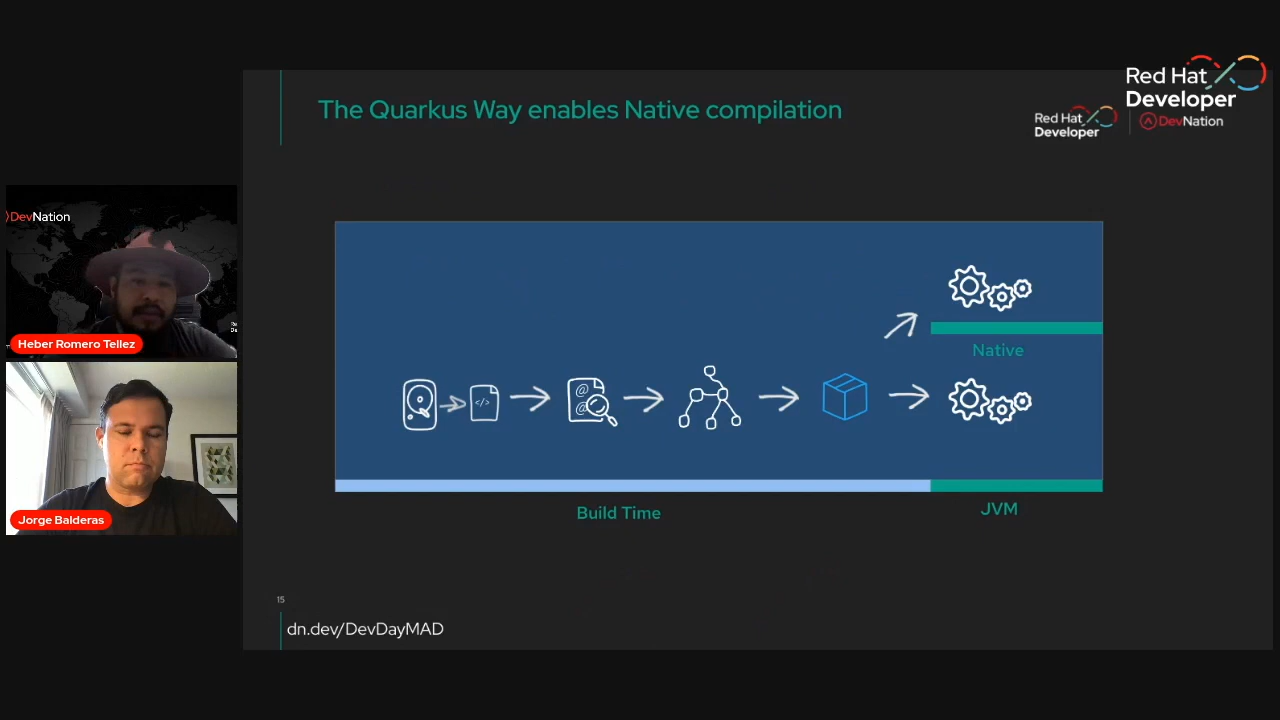 The Quarkus Way enables Native compilation
Red Hat
Developer
Red Hat
Developer
DevNation
DevNation
Heber Romero Tellez
Jorge Balderas
@
@
</>
Native
Build Time
JVM
15
dn.dev/DevDayMAD